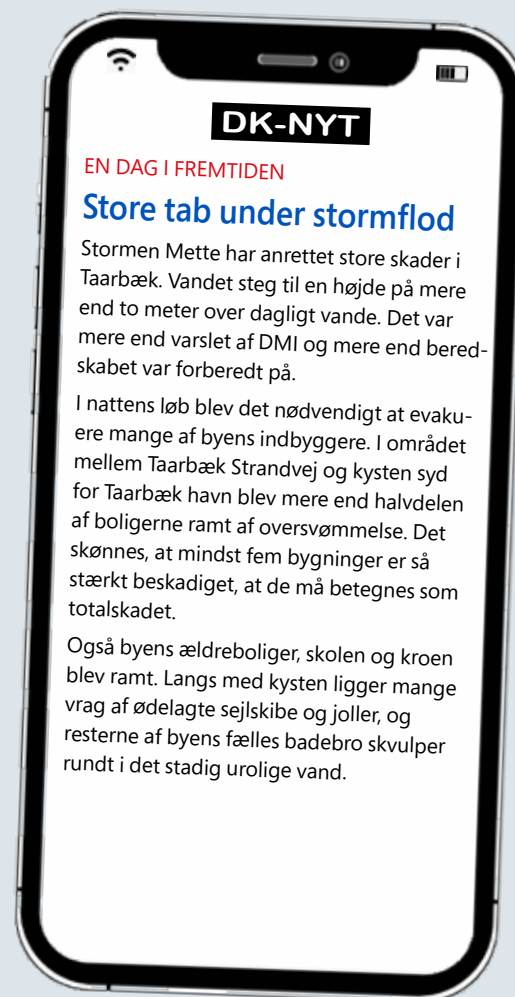 DK-NYT
EN DAG I FREMTIDEN
Store tab under stormflod
Stormen Mette har anrettet store skader i
Taarbæk. Vandet steg til en højde på mere
end to meter over dagligt vande. Det var
mere end varslet af DMI og mere end bered-
skabet var forberedt på.
I nattens løb blev det nødvendigt at evaku-
ere mange af byens indbyggere. I området
mellem Taarbæk Strandvej og kysten syd
for Taarbæk havn blev mere end halvdelen
af boligerne ramt af oversvømmelse. Det
skønnes, at mindst fem bygninger er så
stærkt beskadiget, at de må betegnes som
totalskadet.
Også byens ældreboliger, skolen og kroen
blev ramt. Langs med kysten ligger mange
vrag af ødelagte sejlskibe og joller, og
resterne af byens fælles badebro skvulper
rundt i det stadig urolige vand.